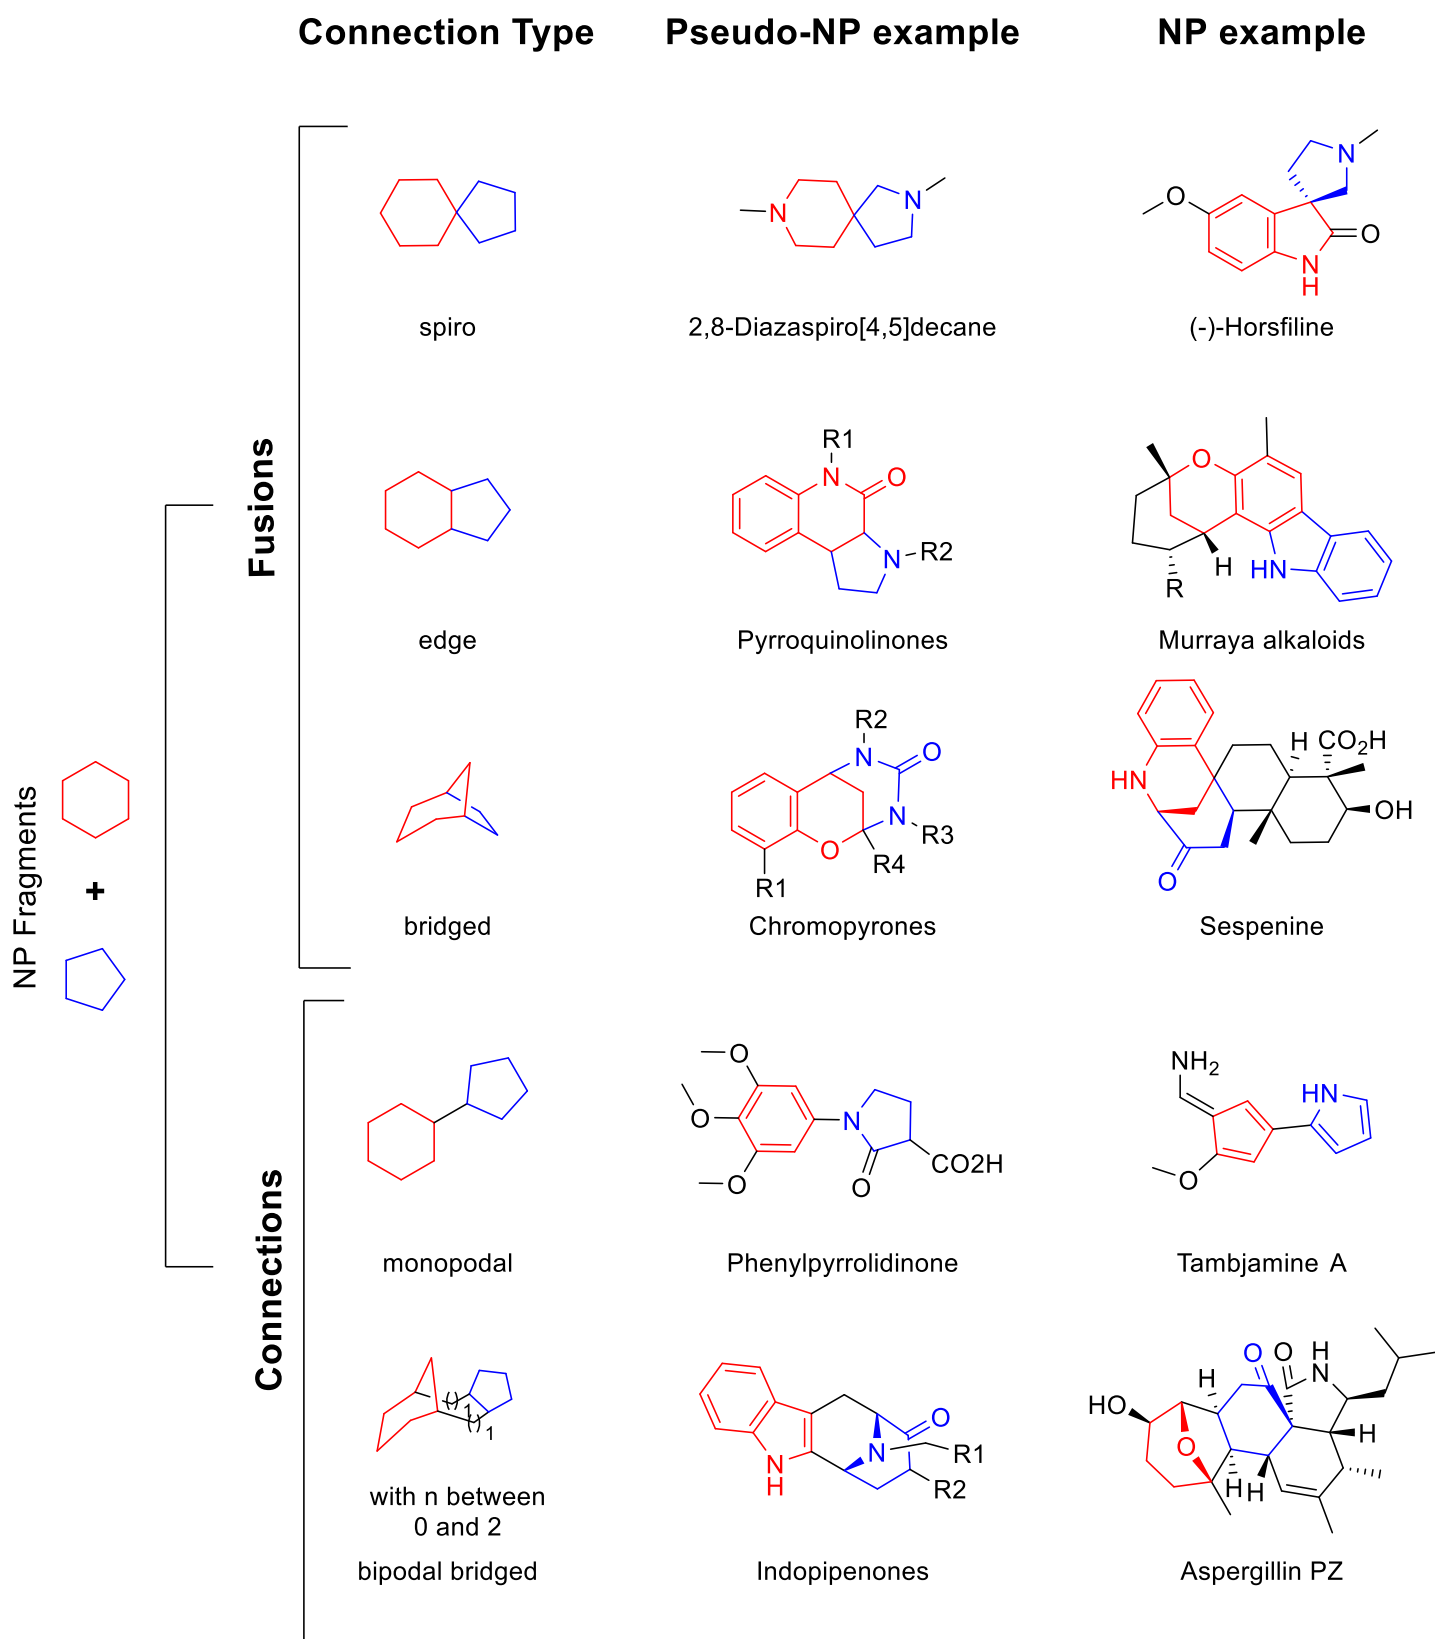 Connection Type
Pseudo-NP example
NP example
NP Fragments
+
Fusions
spiro
N
N
2,8-Diazaspiro[4,5]decane
O
N
O
N
H
(-)-Horsfiline
edge
R1
N
O
N
R2
Pyrroquinolinones
O
H
HN
R
Murraya alkaloids
bridged
R2
N
O
N
R3
O
R4
R1
Chromopyrones
HN
H
CO2H
OH
O
Sespenine
Connections
monopodal
O
O
O
N
O
CO2H
Phenylpyrrolidinone
NH2
HN
O
Tambjamine A
( )1
( )1
with n between
0 and 2
bipodal bridged
O
N
R1
N
H
R2
Indopipenones
O
O
H
N
H
HO
O
H
H
H
Aspergillin PZ